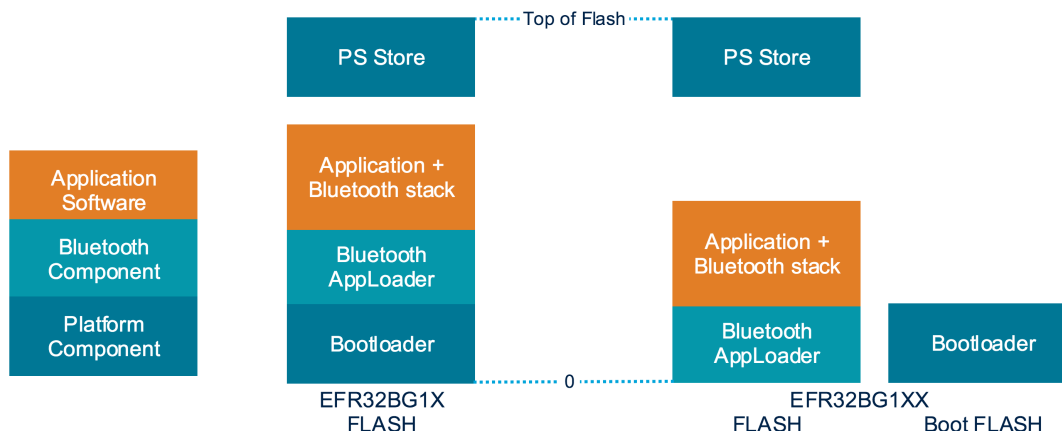 Top of Flash
PS Store
PS Store
Application
Software
Bluetooth
Component
Platform
Component
Application +
Bluetooth stack
Bluetooth
AppLoader
Bootloader
Application +
Bluetooth stack
Bluetooth
AppLoader
Bootloader
0
EFR32BG1X
FLASH
EFR32BG1XX
FLASH
Boot FLASH